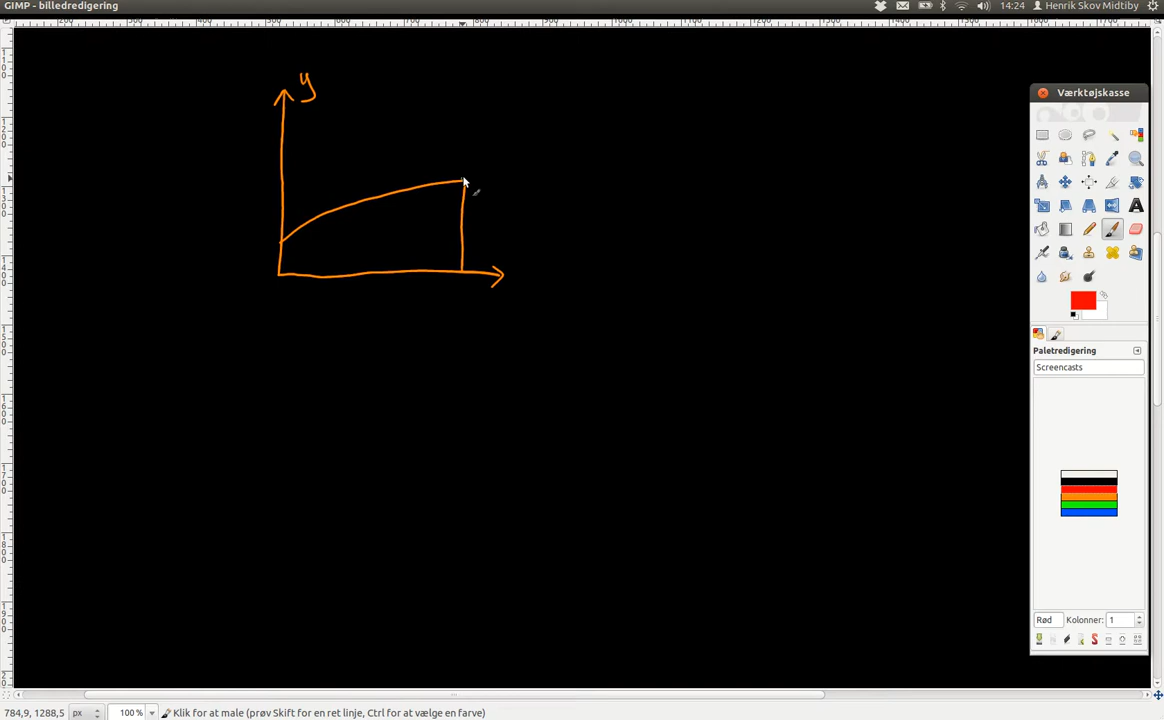 GIMP - billedredigering
14:24 Henrik Skov Midtiby
y
Værktøjskasse
Paletredigering
Screencasts
Rød Kolonner: 1
784,9, 1288,5 px 100% Klik for at male (prøv Skift for en ret linje, Ctrl for at vælge en farve)